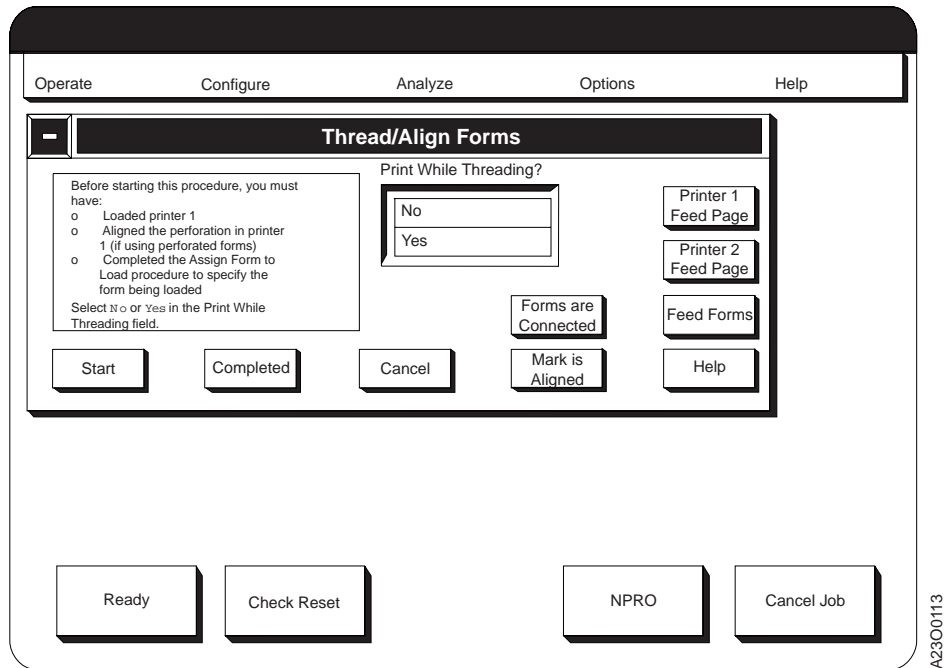 Operate Configure Analyze Options Help
Thread/Align Forms
Before starting this procedure, you must
have:
o Loaded printer 1
o Aligned the perforation in printer
1 (if using perforated forms)
o Completed the Assign Form to
Load procedure to specify the
form being loaded
Select No or Yes in the Print While
Threading field.
Print While Threading?
No
Yes
Printer 1
Feed Page
Printer 2
Feed Page
Forms are
Connected
Feed Forms
Start
Completed
Cancel
Mark is
Aligned
Help
Ready
Check Reset
NPRO
Cancel Job
A23O0113